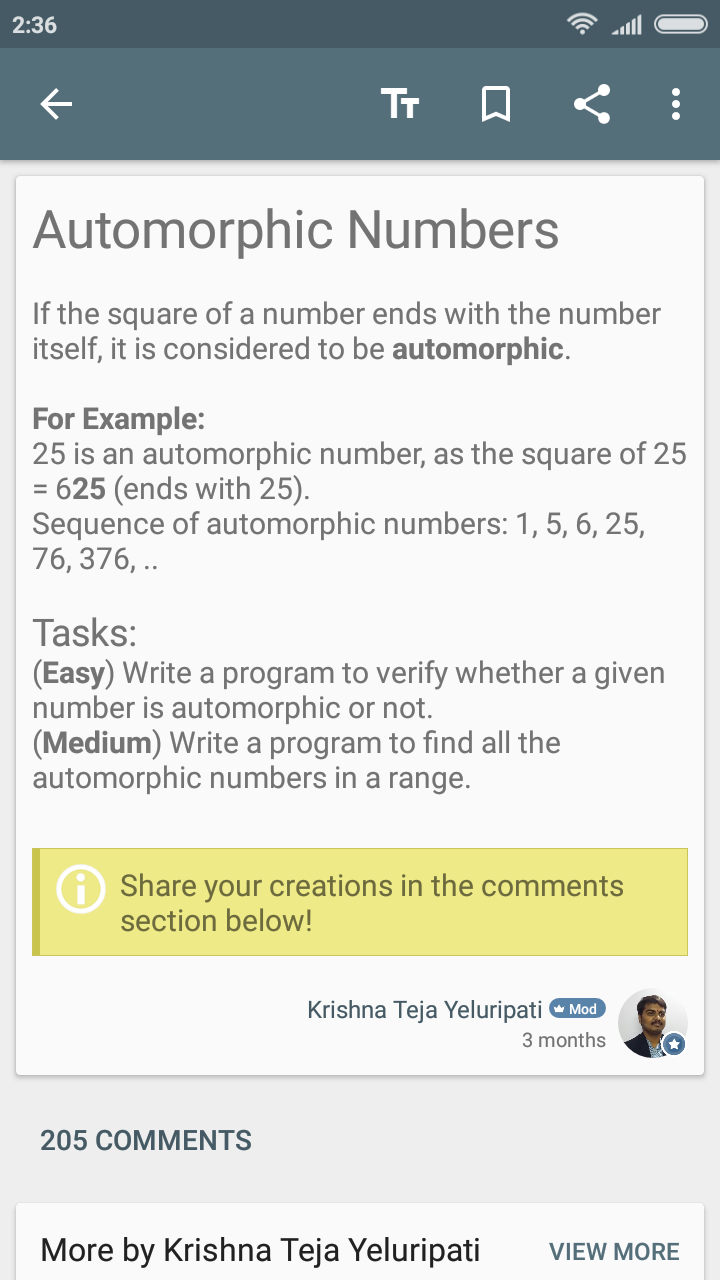 2:36
Automorphic Numbers
If the square of a number ends with the number
itself, it is considered to be automorphic.
For Example:
25 is an automorphic number, as the square of 25
= 625 (ends with 25).
Sequence of automorphic numbers: 1, 5, 6, 25,
76, 376, ..
Tasks:
(Easy) Write a program to verify whether a given
number is automorphic or not.
(Medium) Write a program to find all the
automorphic numbers in a range.
Share your creations in the comments
section below!
Krishna Teja Yeluripati Mod
3 months
205 COMMENTS
More by Krishna Teja Yeluripati VIEW MORE